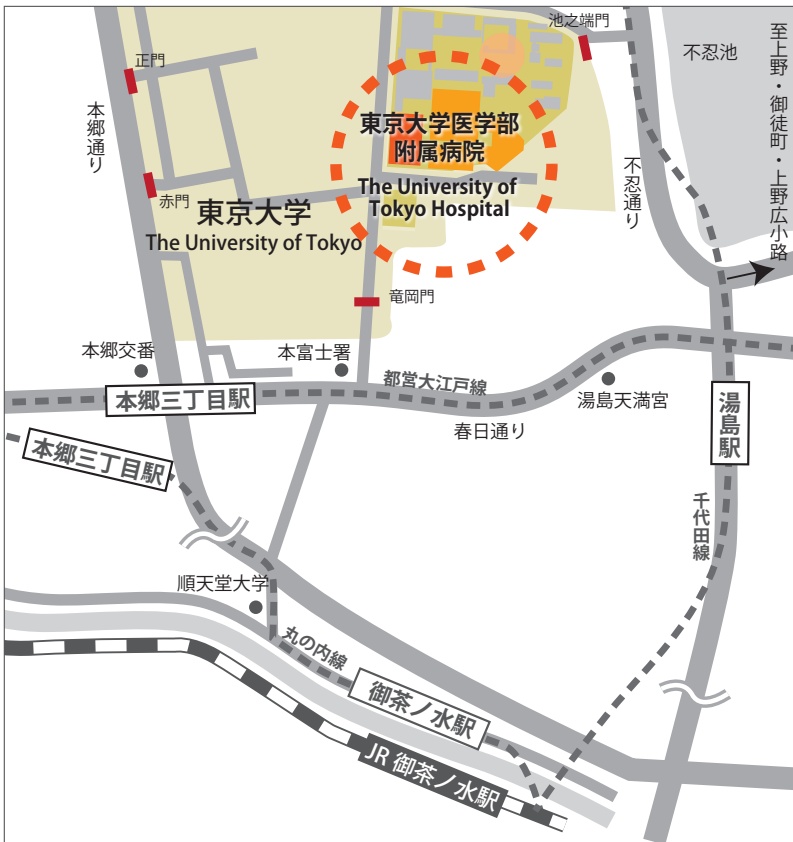 池之端門
不忍池
至上野・御徒町・上野広小路
正門
本郷通り
東京大学医学部
附属病院
The University of
Tokyo Hospital
不忍通り
赤門
東京大学
The University of Tokyo
竜岡門
本郷交番
本富士署
都営大江戸線
湯島天満宮
本郷三丁目駅
春日通り
湯島駅
本郷三丁目駅
千代田線
順天堂大学
丸の内線
御茶ノ水駅
JR 御茶ノ水駅